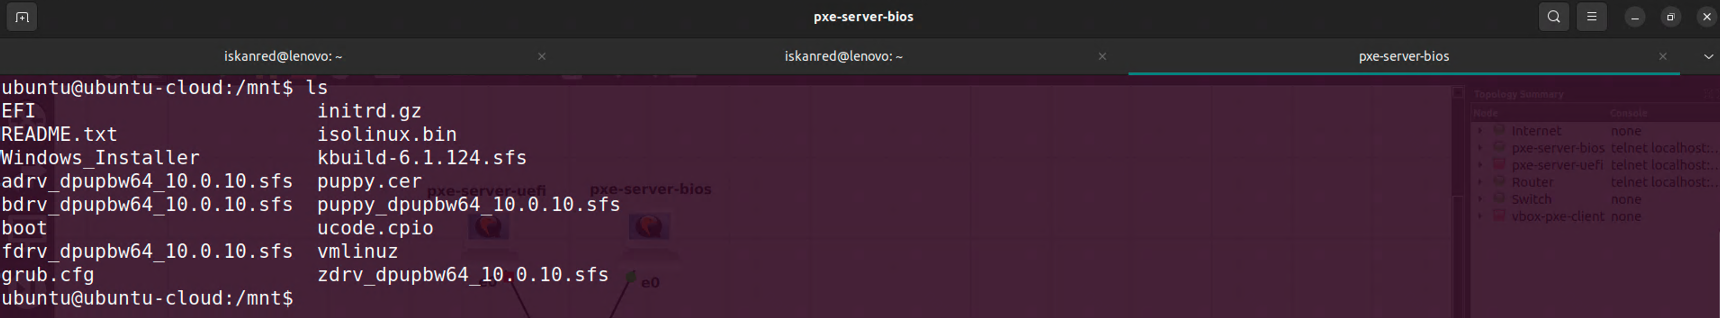 pxe-server-bios
iskanred@lenovo: ~
iskanred@lenovo: ~
pxe-server-bios
ubuntu@ubuntu-cloud:/mnt$ ls
EFI initrd.gz
README.txt isolinux.bin
Windows_Installer kbuild-6.1.124.sfs
adrv_dpupbw64_10.0.10.sfs puppy.cer
bdrv_dpupbw64_10.0.10.sfs puppy_dpupbw64_10.0.10.sfs
boot ucode.cpio
fdrv_dpupbw64_10.0.10.sfs vmlinuz
grub.cfg zdrv_dpupbw64_10.0.10.sfs
ubuntu@ubuntu-cloud:/mnt$
pxe-server-uefi
pxe-server-bios
e0
Topology Summary
Node Console
Internet none
pxe-server-bios telnet localhost:...
pxe-server-uefi telnet localhost:...
Router telnet localhost:...
Switch none
vbox-pxe-client none